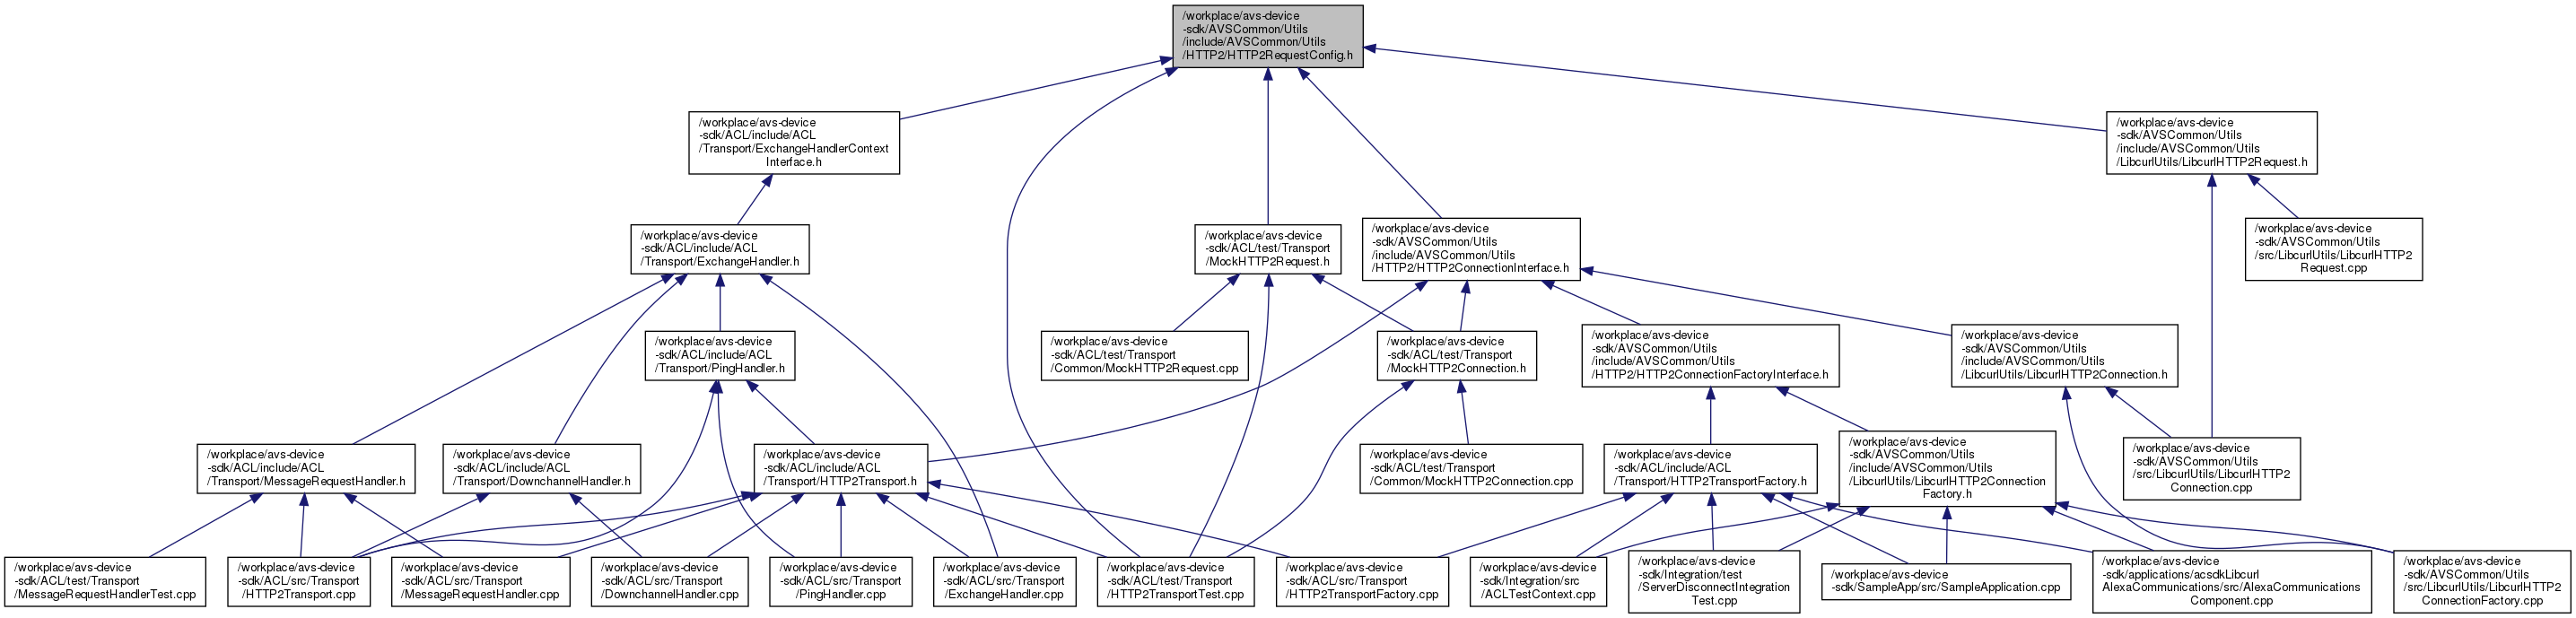 /workplace/avs-device
-sdk/AVSCommon/Utils
/include/AVSCommon/Utils
/HTTP2/HTTP2RequestConfig.h
/workplace/avs-device
-sdk/ACL/include/ACL
/Transport/ExchangeHandlerContext
Interface.h
/workplace/avs-device
-sdk/AVSCommon/Utils
/include/AVSCommon/Utils
/LibcurlUtils/LibcurlHTTP2Request.h
/workplace/avs-device
-sdk/ACL/include/ACL
/Transport/ExchangeHandler.h
/workplace/avs-device
-sdk/ACL/test/Transport
/MockHTTP2Request.h
/workplace/avs-device
-sdk/AVSCommon/Utils
/include/AVSCommon/Utils
/HTTP2/HTTP2ConnectionInterface.h
/workplace/avs-device
-sdk/AVSCommon/Utils
/src/LibcurlUtils/LibcurlHTTP2
Request.cpp
/workplace/avs-device
-sdk/ACL/include/ACL
/Transport/PingHandler.h
/workplace/avs-device
-sdk/ACL/test/Transport
/Common/MockHTTP2Request.cpp
/workplace/avs-device
-sdk/ACL/test/Transport
/MockHTTP2Connection.h
/workplace/avs-device
-sdk/AVSCommon/Utils
/include/AVSCommon/Utils
/HTTP2/HTTP2ConnectionFactoryInterface.h
/workplace/avs-device
-sdk/AVSCommon/Utils
/include/AVSCommon/Utils
/LibcurlUtils/LibcurlHTTP2Connection.h
/workplace/avs-device
-sdk/ACL/include/ACL
/Transport/MessageRequestHandler.h
/workplace/avs-device
-sdk/ACL/include/ACL
/Transport/DownchannelHandler.h
/workplace/avs-device
-sdk/ACL/include/ACL
/Transport/HTTP2Transport.h
/workplace/avs-device
-sdk/ACL/test/Transport
/Common/MockHTTP2Connection.cpp
/workplace/avs-device
-sdk/ACL/include/ACL
/Transport/HTTP2TransportFactory.h
/workplace/avs-device
-sdk/AVSCommon/Utils
/include/AVSCommon/Utils
/LibcurlUtils/LibcurlHTTP2Connection
Factory.h
/workplace/avs-device
-sdk/AVSCommon/Utils
/src/LibcurlUtils/LibcurlHTTP2
Connection.cpp
/workplace/avs-device
-sdk/ACL/test/Transport
/MessageRequestHandlerTest.cpp
/workplace/avs-device
-sdk/ACL/src/Transport
/HTTP2Transport.cpp
/workplace/avs-device
-sdk/ACL/src/Transport
/MessageRequestHandler.cpp
/workplace/avs-device
-sdk/ACL/src/Transport
/DownchannelHandler.cpp
/workplace/avs-device
-sdk/ACL/src/Transport
/PingHandler.cpp
/workplace/avs-device
-sdk/ACL/src/Transport
/ExchangeHandler.cpp
/workplace/avs-device
-sdk/ACL/test/Transport
/HTTP2TransportTest.cpp
/workplace/avs-device
-sdk/ACL/src/Transport
/HTTP2TransportFactory.cpp
/workplace/avs-device
-sdk/Integration/src
/ACLTestContext.cpp
/workplace/avs-device
-sdk/Integration/test
/ServerDisconnectIntegration
Test.cpp
/workplace/avs-device
-sdk/SampleApp/src/SampleApplication.cpp
/workplace/avs-device
-sdk/applications/acsdkLibcurl
AlexaCommunications/src/AlexaCommunications
Component.cpp
/workplace/avs-device
-sdk/AVSCommon/Utils
/src/LibcurlUtils/LibcurlHTTP2
ConnectionFactory.cpp